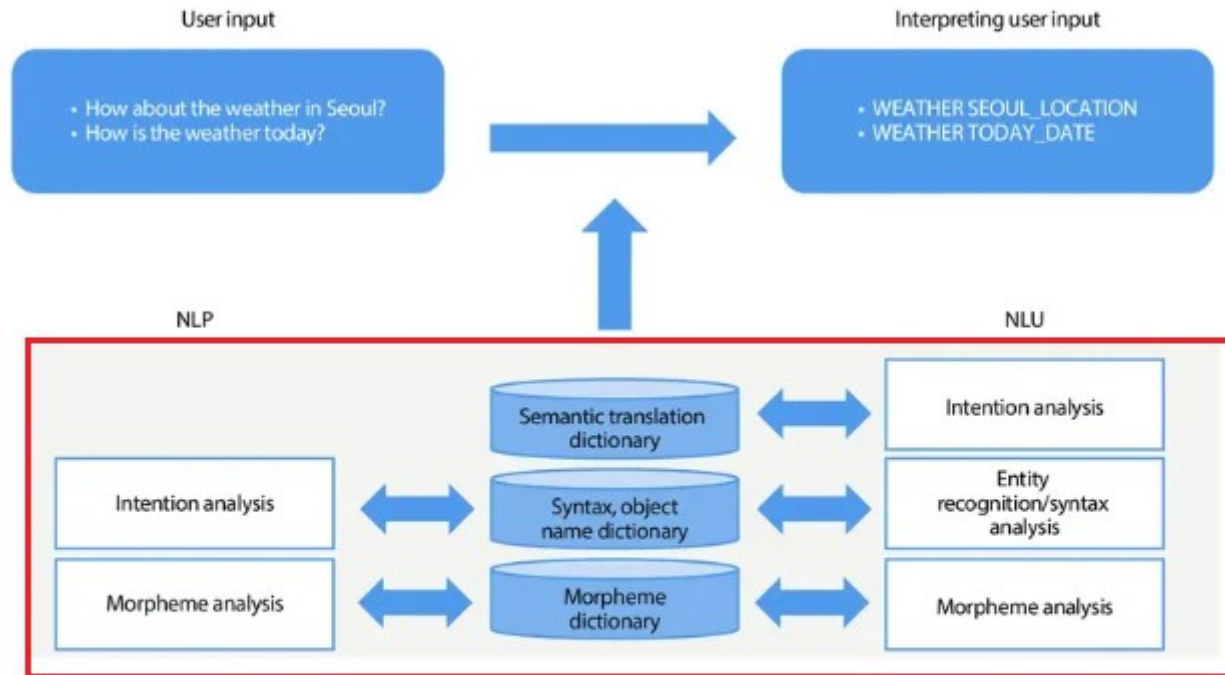 User input
Interpreting user input
• How about the weather in Seoul?
• How is the weather today?
• WEATHER SEOUL_LOCATION
• WEATHER TODAY_DATE
NLP
NLU
Semantic translation
dictionary
Intention analysis
Intention analysis
Syntax, object
name dictionary
Entity
recognition/syntax
analysis
Morpheme analysis
Morpheme
dictionary
Morpheme analysis